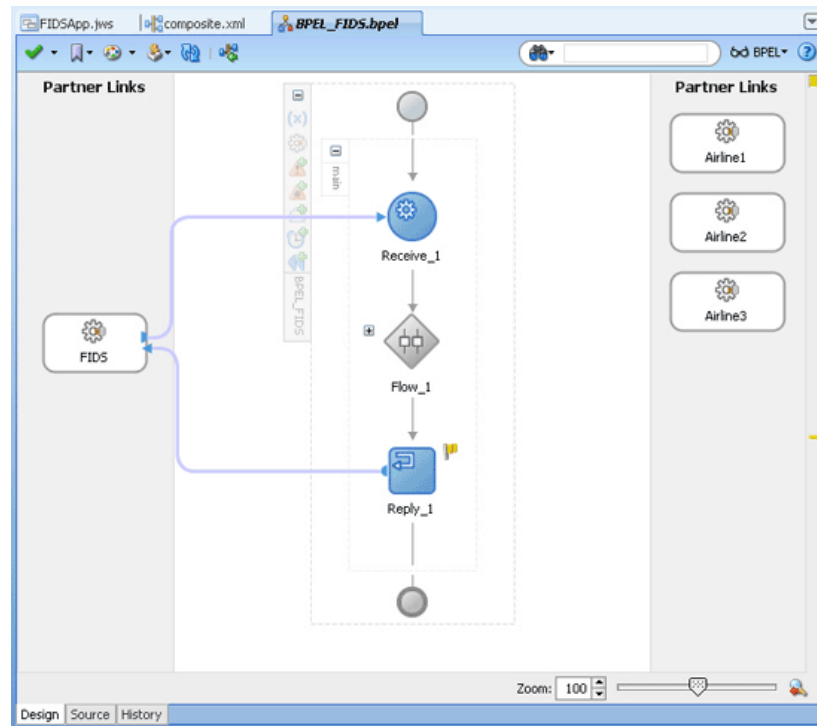 FIDSApp.jws
composite.xml
BPEL_FIDS.bpel
BPEL
Partner Links
Partner Links
(x)
main
BPEL_FIDS
Receive_1
Flow_1
Reply_1
FIDS
Airline1
Airline2
Airline3
Zoom: 100
Design Source History